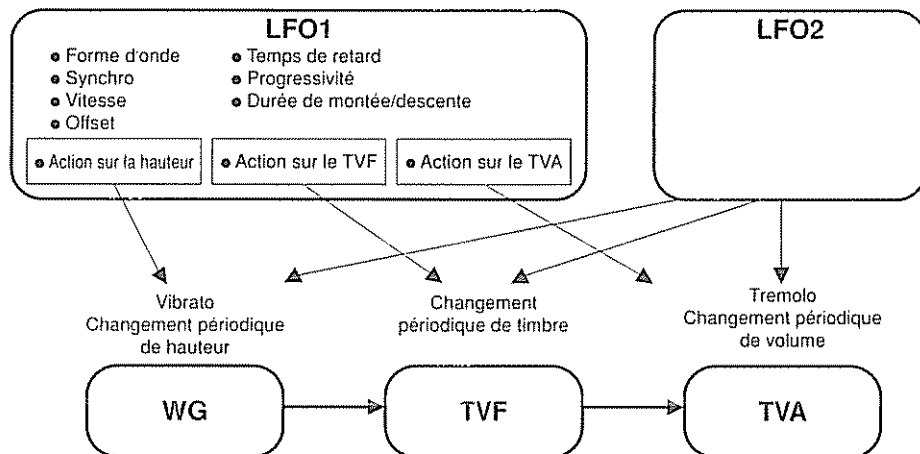 LFO1
Forme d'onde
Synchro
Vitesse
Offset
Temps de retard
Progressivité
Durée de montée/descente
Action sur la hauteur
Action sur le TVF
Action sur le TVA
LFO2
Vibrato
Changement périodique
de hauteur
Changement
périodique de timbre
Tremolo
Changement périodique
de volume
WG
TVF
TVA